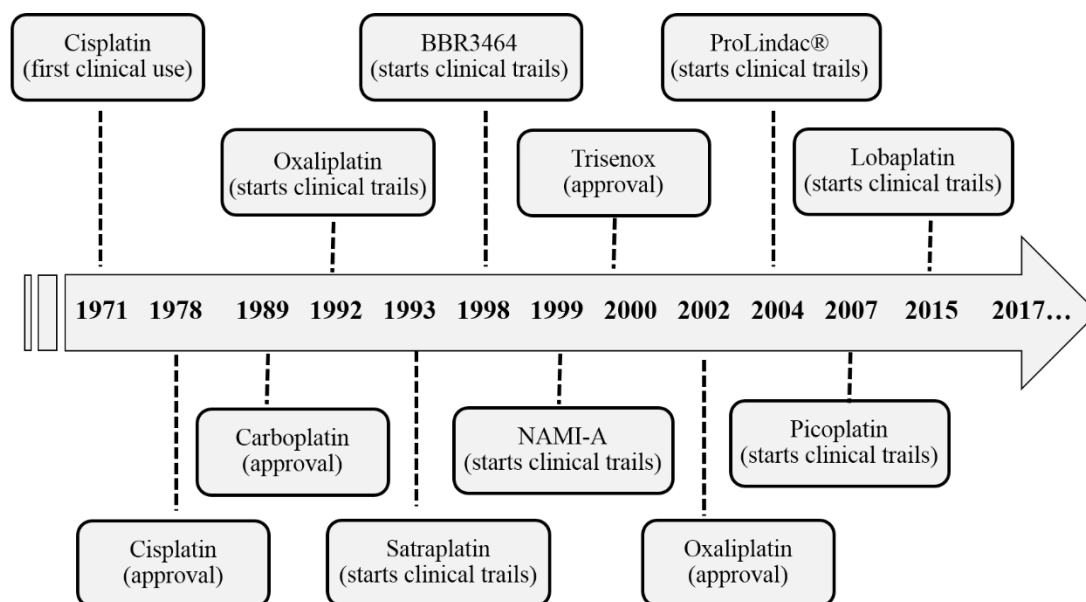 Cisplatin
(first clinical use)
BBR3464
(starts clinical trails)
ProLindac®
(starts clinical trails)
Oxaliplatin
(starts clinical trails)
Trisenox
(approval)
Lobaplatin
(starts clinical trails)
1971 1978 1989 1992 1993 1998 1999 2000 2002 2004 2007 2015 2017...
Carboplatin
(approval)
NAMI-A
(starts clinical trails)
Picoplatin
(starts clinical trails)
Cisplatin
(approval)
Satraplatin
(starts clinical trails)
Oxaliplatin
(approval)